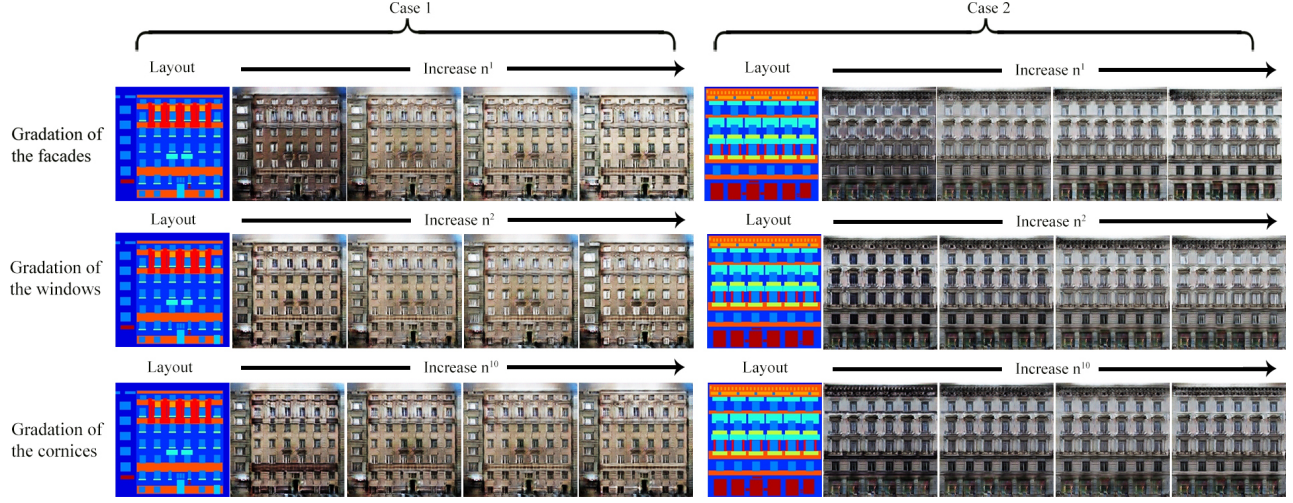 Case 1
Case 2
Layout
Increase n¹
Layout
Increase n¹
Gradation of
the facades
Layout
Increase n²
Layout
Increase n²
Gradation of
the windows
Layout
Increase n¹⁰
Layout
Increase n¹⁰
Gradation of
the cornices